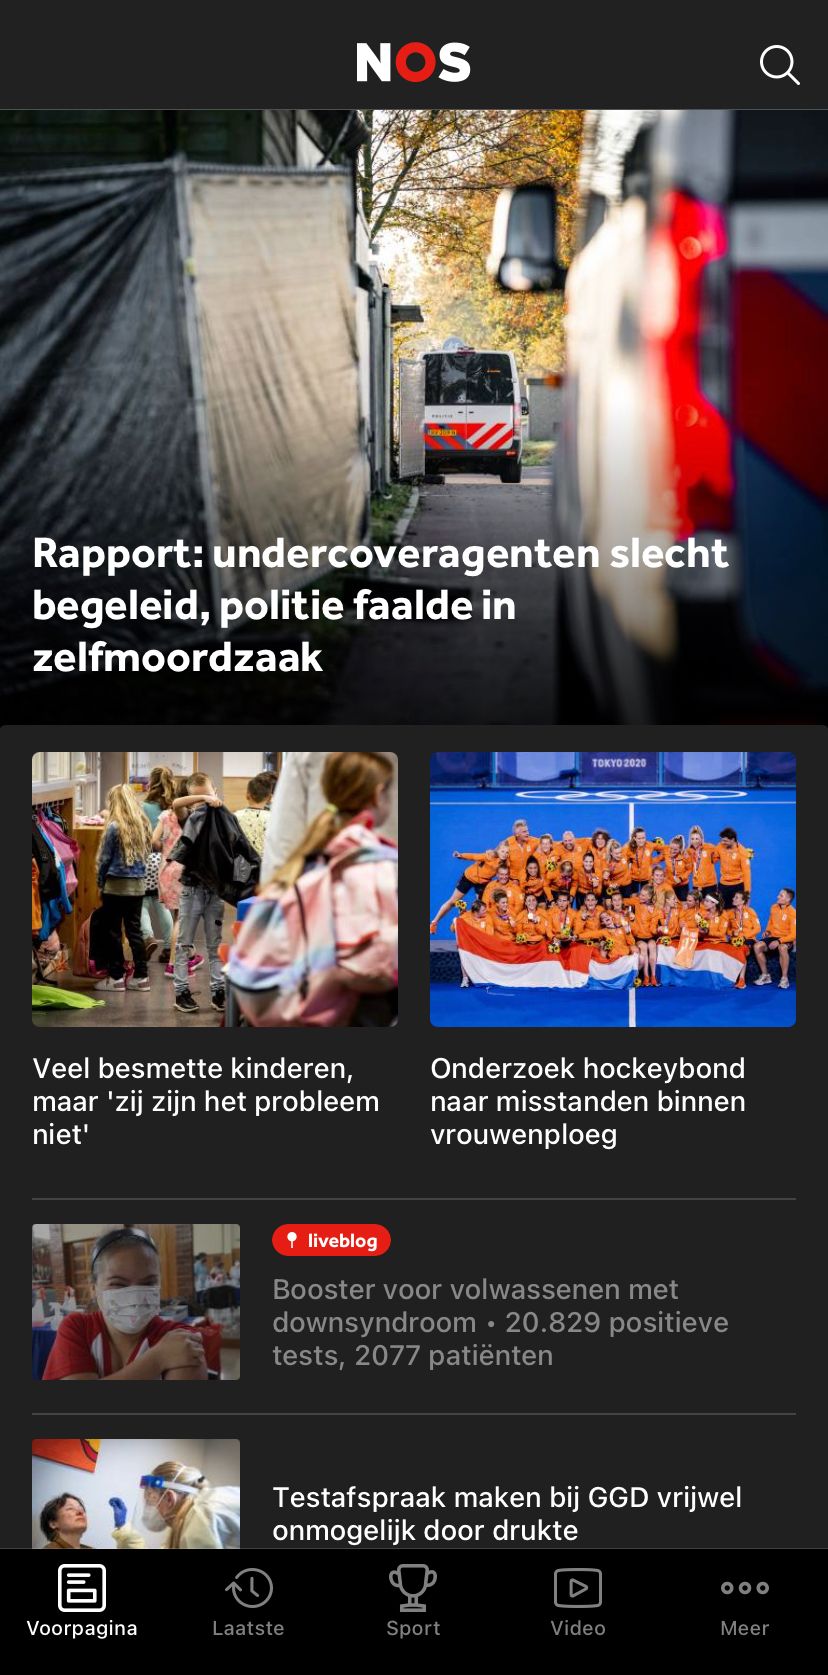 NOS
POLITIE
Rapport: undercoveragenten slecht
begeleid, politie faalde in
zelfmoordzaak
TOKYO 2020
Veel besmette kinderen,
maar 'zij zijn het probleem
niet'
Onderzoek hockeybond
naar misstanden binnen
vrouwenploeg
liveblog
Booster voor volwassenen met
downsyndroom • 20.829 positieve
tests, 2077 patiënten
Testafspraak maken bij GGD vrijwel
onmogelijk door drukte
Voorpagina
Laatste
Sport
Video
Meer